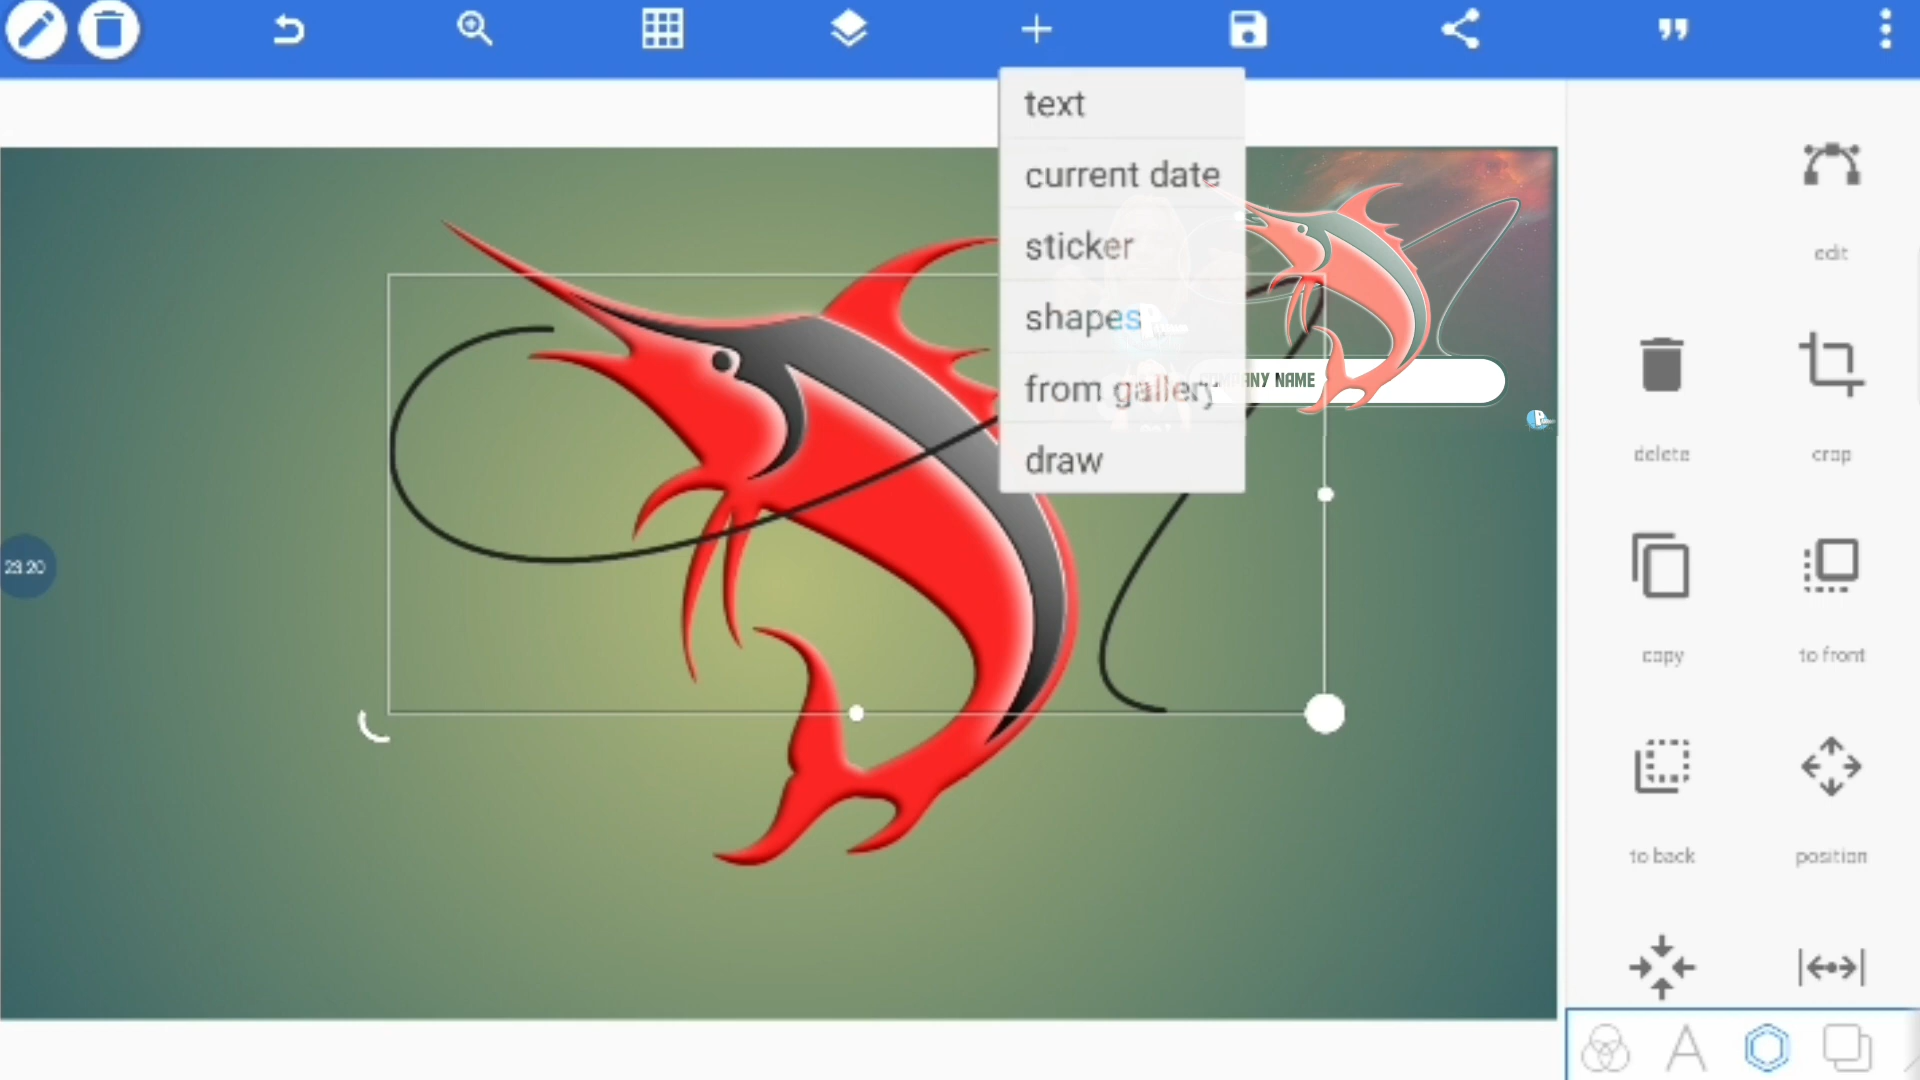 text
current date
sticker
shapes
from gallery
draw
COMPANY NAME
23:20
edit
delete
crop
copy
to front
to back
position